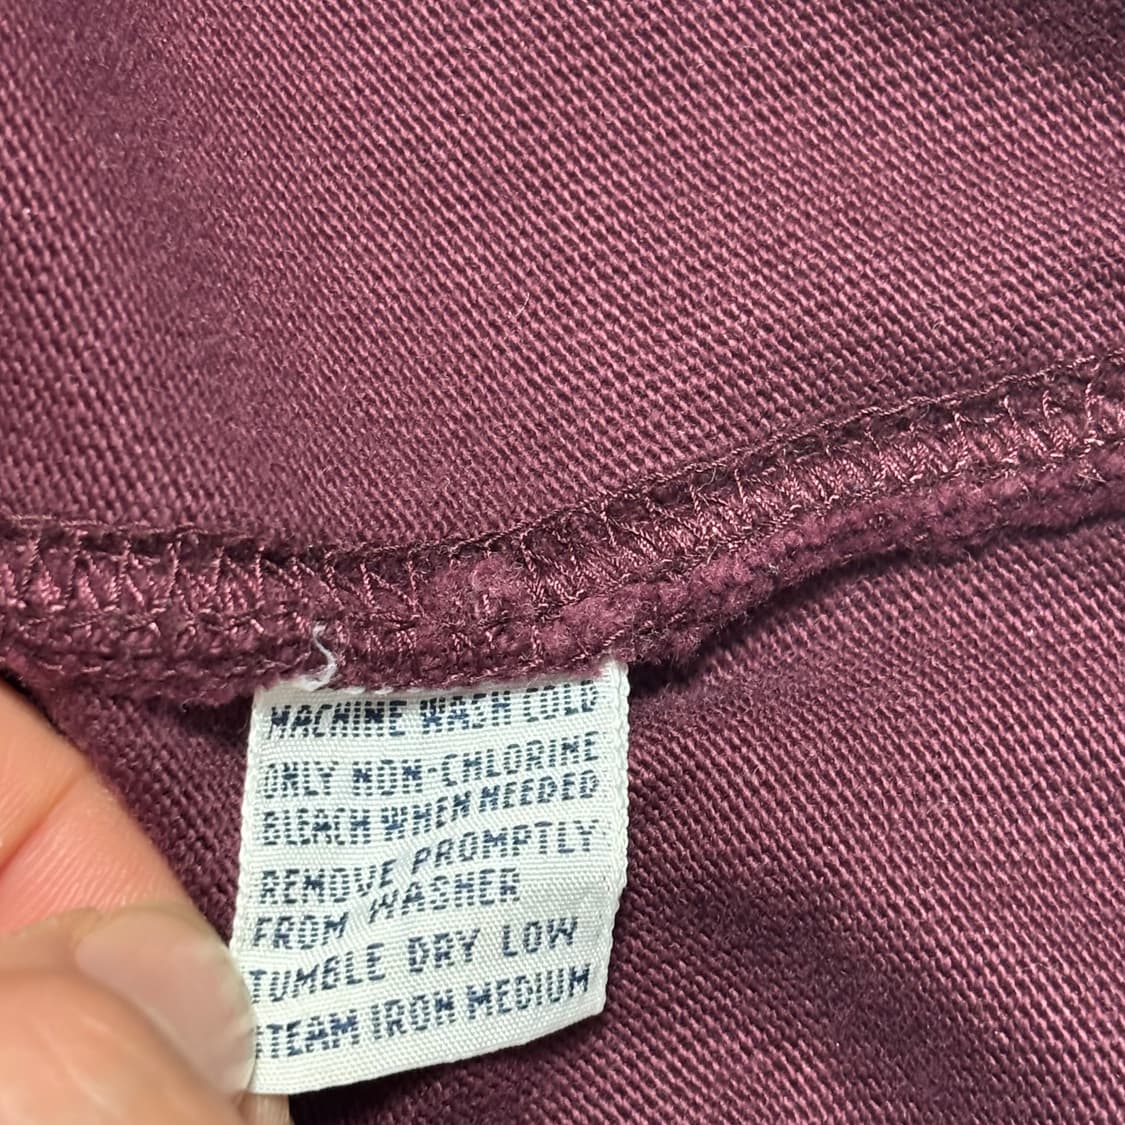 MACHINE WASH COLD
ONLY NON-CHLORINE
BLEACH WHEN NEEDED
REMOVE PROMPTLY
FROM WASHER
TUMBLE DRY LOW
STEAM IRON MEDIUM